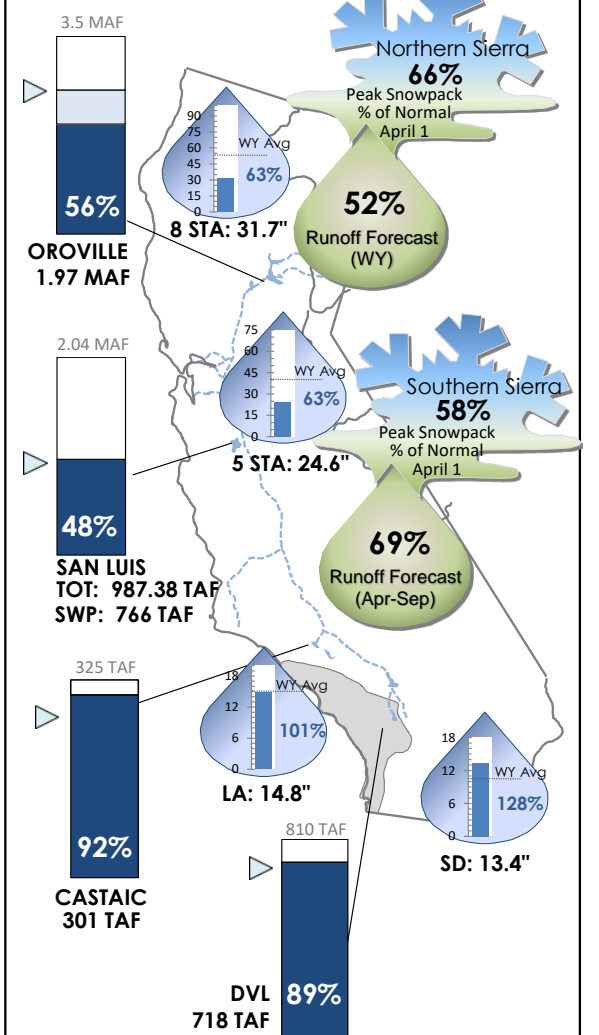 3.5 MAF
56%
OROVILLE
1.97 MAF
Northern Sierra
66%
Peak Snowpack
% of Normal
April 1
52%
Runoff Forecast
(WY)
90
75
60
45
30
15
0
WY Avg
63%
8 STA: 31.7"
2.04 MAF
48%
SAN LUIS
TOT: 987.38 TAF
SWP: 766 TAF
75
60
45
30
15
0
WY Avg
63%
5 STA: 24.6"
Southern Sierra
58%
Peak Snowpack
% of Normal
April 1
69%
Runoff Forecast
(Apr-Sep)
325 TAF
92%
CASTAIC
301 TAF
18
12
6
0
WY Avg
101%
LA: 14.8"
18
12
6
0
WY Avg
128%
SD: 13.4"
810 TAF
89%
DVL
718 TAF